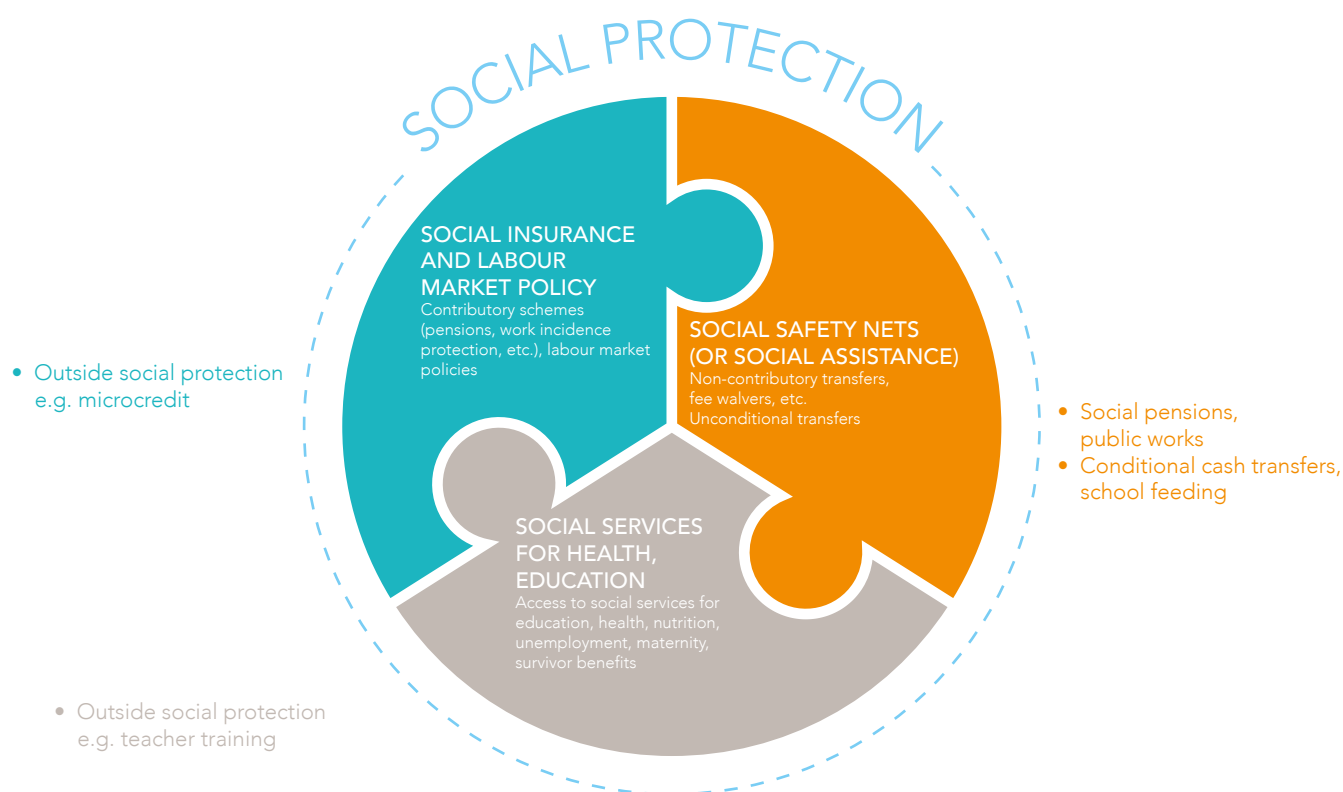 SOCIAL PROTECTION
SOCIAL INSURANCE
AND LABOUR
MARKET POLICY
Contributory schemes
(pensions, work incidence
protection, etc.), labour market
policies
SOCIAL SAFETY NETS
(OR SOCIAL ASSISTANCE)
Non-contributory transfers,
fee waivers, etc.
Unconditional transfers
• Outside social protection
e.g. microcredit
• Social pensions,
public works
• Conditional cash transfers,
school feeding
SOCIAL SERVICES
FOR HEALTH,
EDUCATION
Access to social services for
education, health, nutrition,
unemployment, maternity,
survivor benefits
• Outside social protection
e.g. teacher training